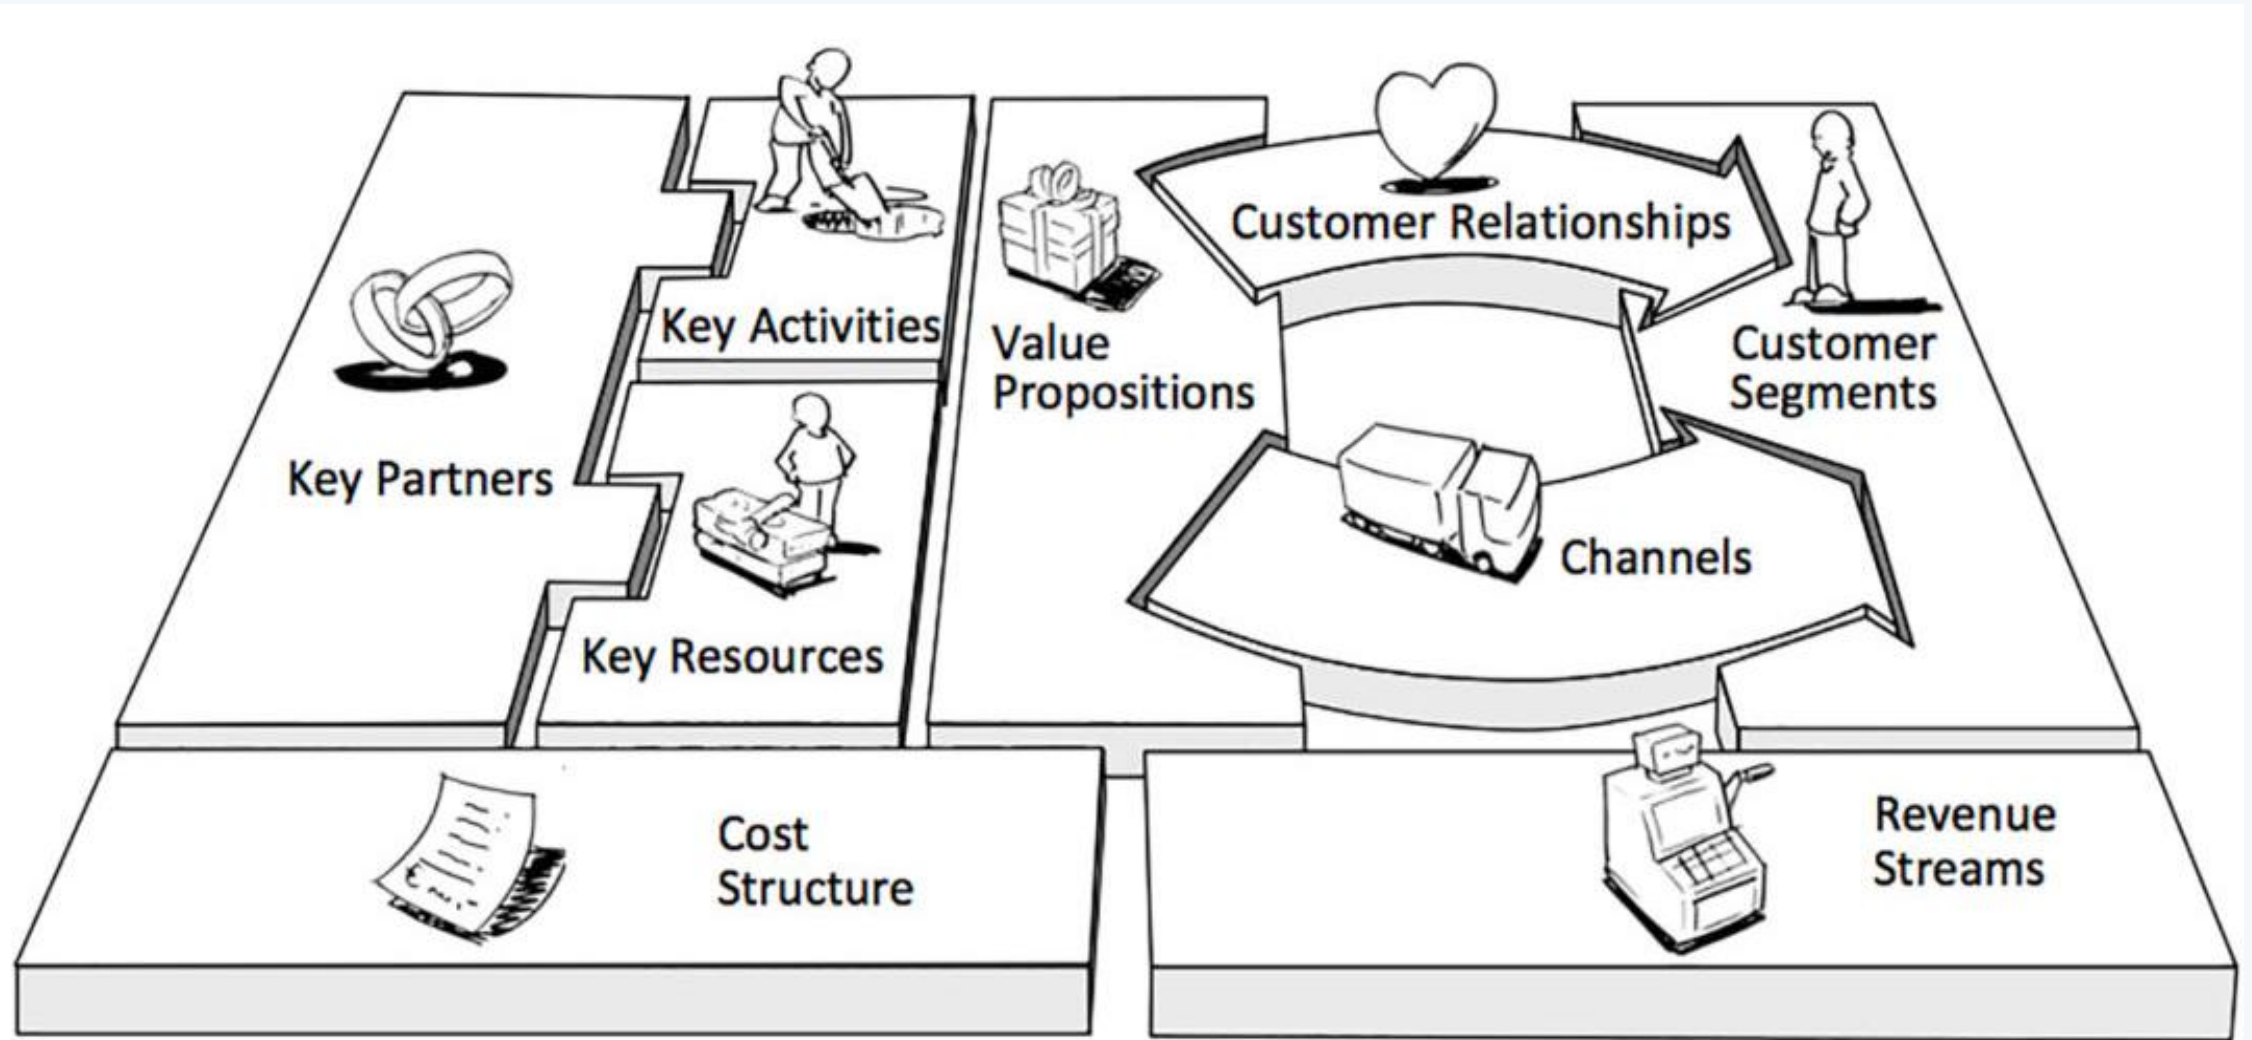 Key Partners
Key Activities
Key Resources
Value
Propositions
Customer Relationships
Channels
Customer
Segments
Cost
Structure
Revenue
Streams